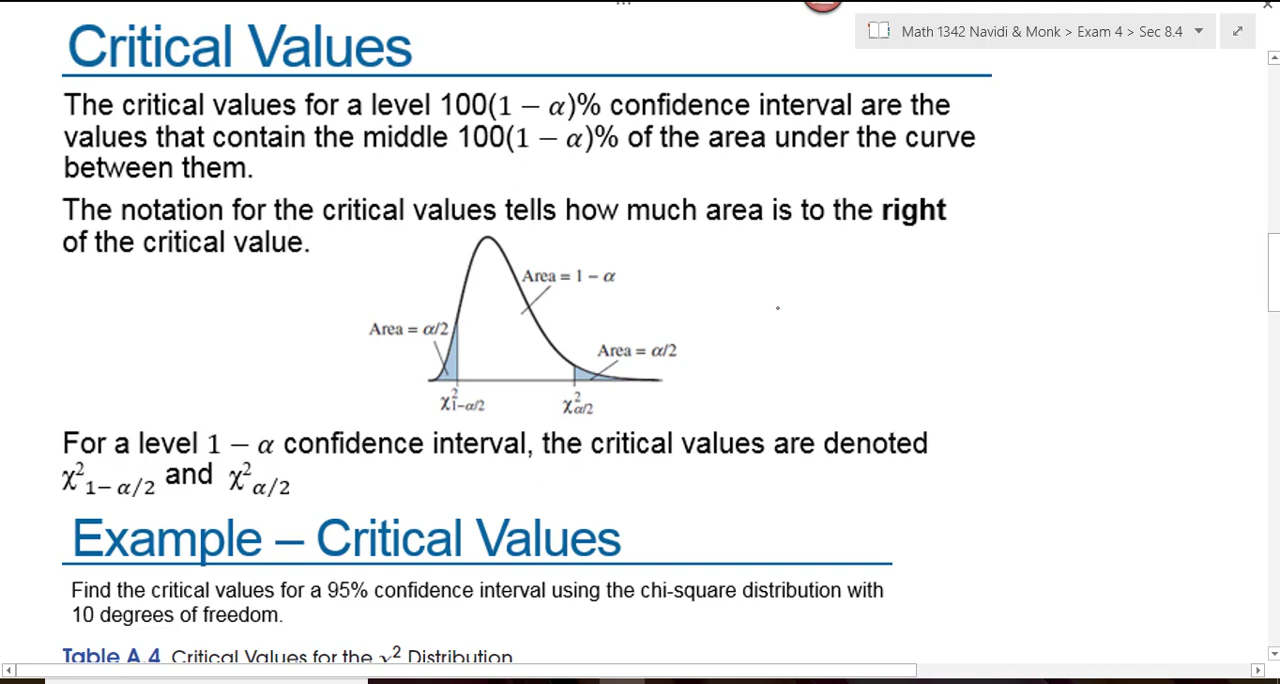 Math 1342 Navidi & Monk > Exam 4 > Sec 8.4
Critical Values
The critical values for a level 100(1 − α)% confidence interval are the
values that contain the middle 100(1 − α)% of the area under the curve
between them.
The notation for the critical values tells how much area is to the right
of the critical value.
Area = 1 − α
Area = α/2
Area = α/2
χ²₁₋α/2
χ²α/2
For a level 1 − α confidence interval, the critical values are denoted
χ²₁₋ α/2 and χ²α/2
Example – Critical Values
Find the critical values for a 95% confidence interval using the chi-square distribution with
10 degrees of freedom.
Table A.4 Critical Values for the χ² Distribution